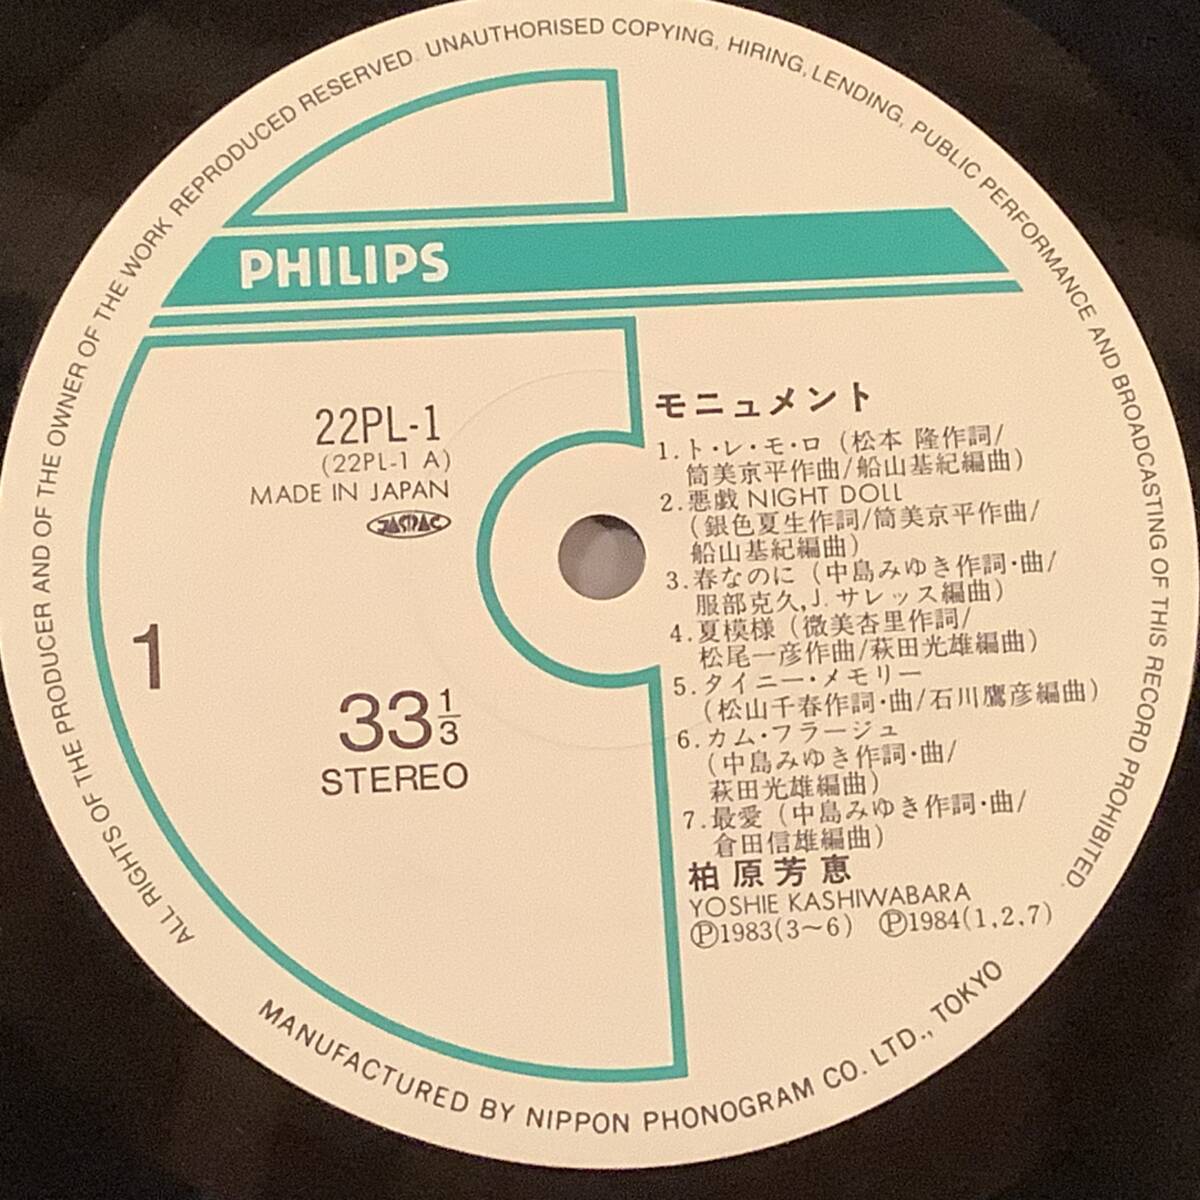 ALL RIGHTS OF THE PRODUCER AND OF THE OWNER OF THE WORK REPRODUCED RESERVED. UNAUTHORISED COPYING, HIRING, LENDING, PUBLIC PERFORMANCE AND BROADCASTING OF THIS RECORD PROHIBITED.
PHILIPS
22PL-1
(22PL-1 A)
MADE IN JAPAN
JASRAC
1
33 1/3
STEREO
モニュメント
1.ト・レ・モ・ロ (松本 隆作詞/
筒美京平作曲/船山基紀編曲)
2.悪戯 NIGHT DOLL
(銀色夏生作詞/筒美京平作曲/
船山基紀編曲)
3.春なのに (中島みゆき作詞・曲/
服部克久,J.サレッス編曲)
4.夏模様 (微美杏里作詞/
松尾一彦作曲/萩田光雄編曲)
5.タイニー・メモリー
(松山千春作詞・曲/石川鷹彦編曲)
6.カム・フラージュ
(中島みゆき作詞・曲/
萩田光雄編曲)
7.最愛 (中島みゆき作詞・曲/
倉田信雄編曲)
柏原芳恵
YOSHIE KASHIWABARA
Ⓟ1983(3~6) Ⓟ1984(1,2,7)
MANUFACTURED BY NIPPON PHONOGRAM CO. LTD., TOKYO